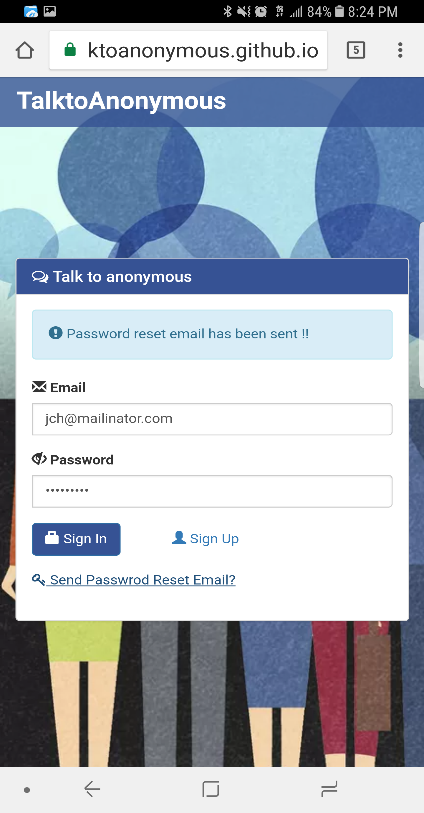 84% 8:24 PM
ktoanonymous.github.io
5
TalktoAnonymous
Talk to anonymous
Password reset email has been sent !!
Email
jch@mailinator.com
Password
•••••••••
Sign In
Sign Up
Send Passwrod Reset Email?